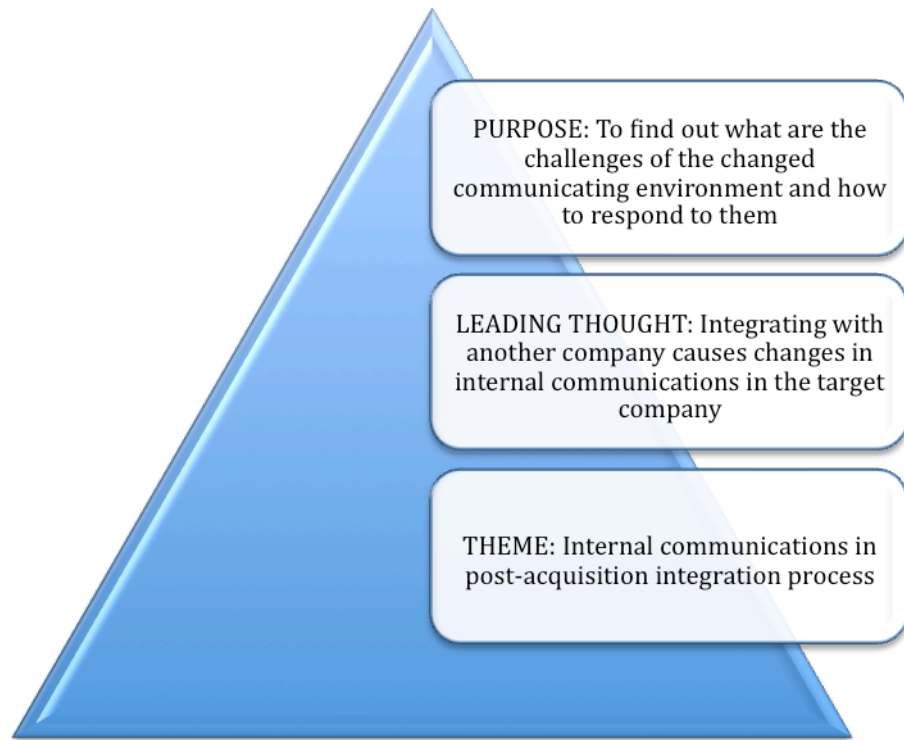 PURPOSE: To find out what are the
challenges of the changed
communicating environment and how
to respond to them
LEADING THOUGHT: Integrating with
another company causes changes in
internal communications in the target
company
THEME: Internal communications in
post-acquisition integration process